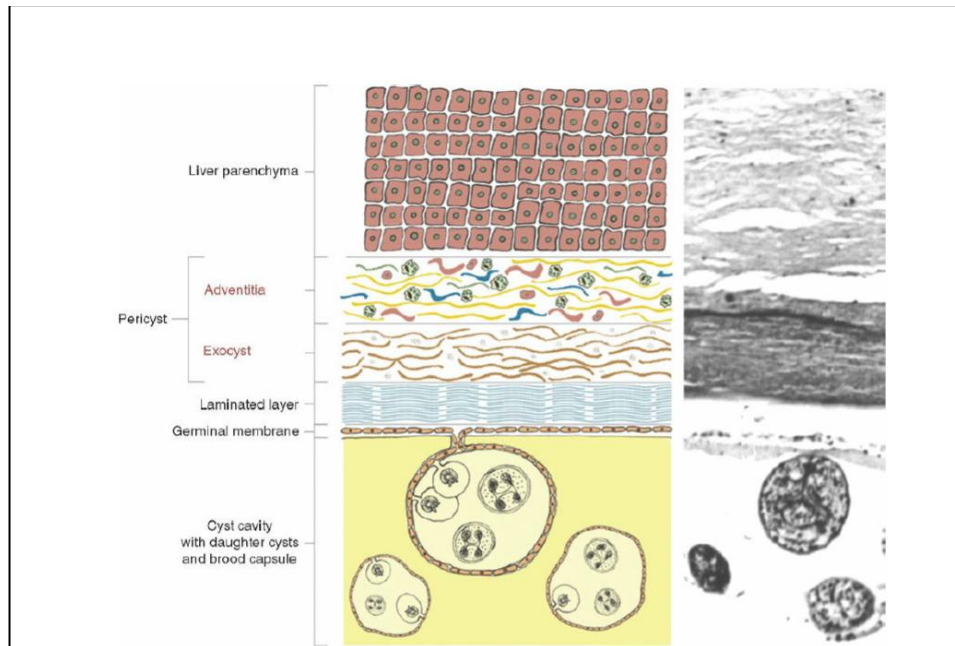 Liver parenchyma
Adventitia
Pericyst
Exocyst
Laminated layer
Germinal membrane
Cyst cavity
with daughter cysts
and brood capsule